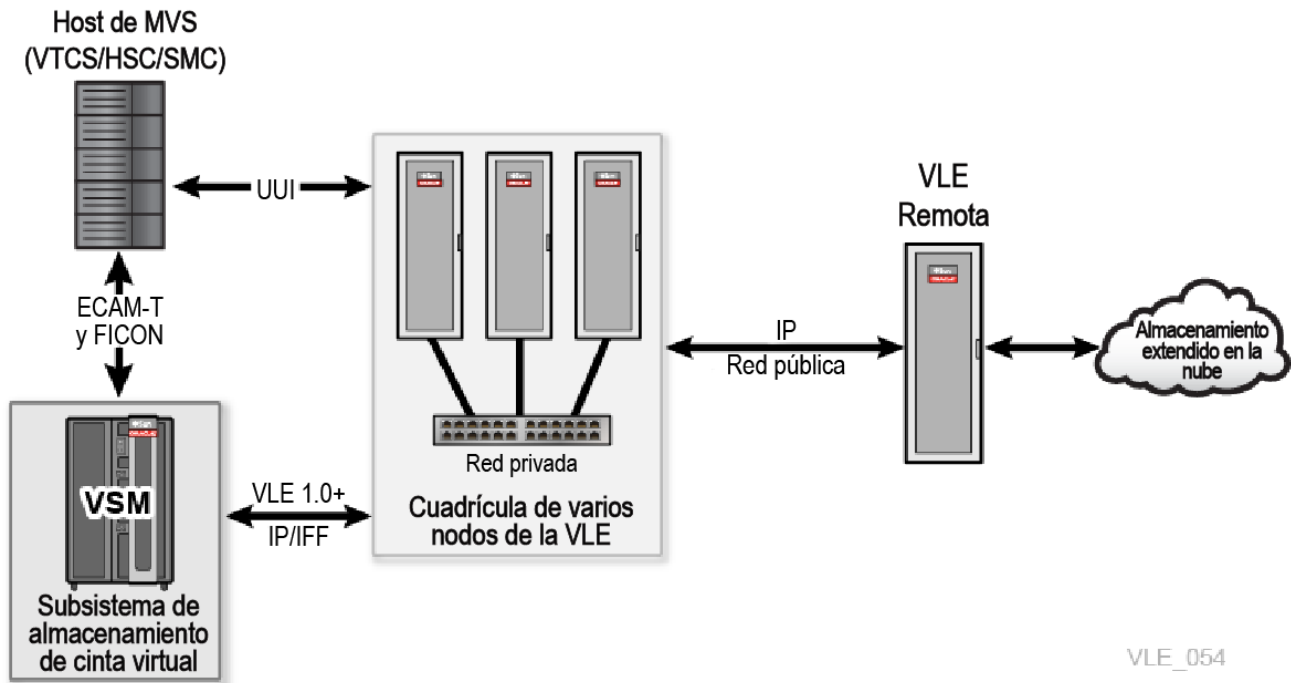 Host de MVS
(VTCS/HSC/SMC)
UUI
ECAM-T
y FICON
VSM
Subsistema de
almacenamiento
de cinta virtual
VLE 1.0+
IP/IFF
Red privada
Cuadrícula de varios
nodos de la VLE
IP
Red pública
VLE
Remota
Almacenamiento
extendido en la
nube
VLE_054